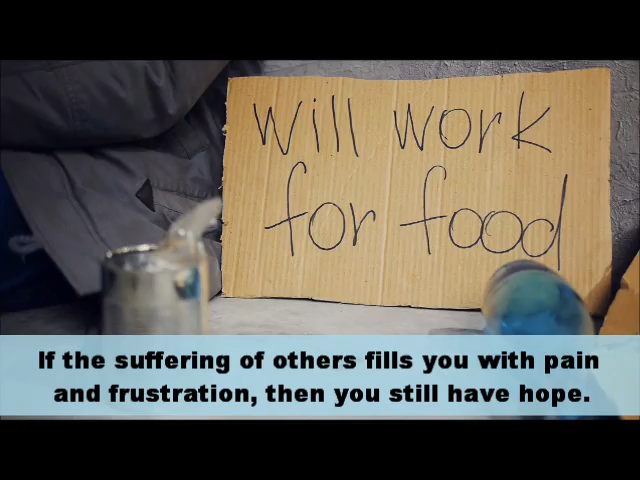 will work
for food
If the suffering of others fills you with pain
and frustration, then you still have hope.